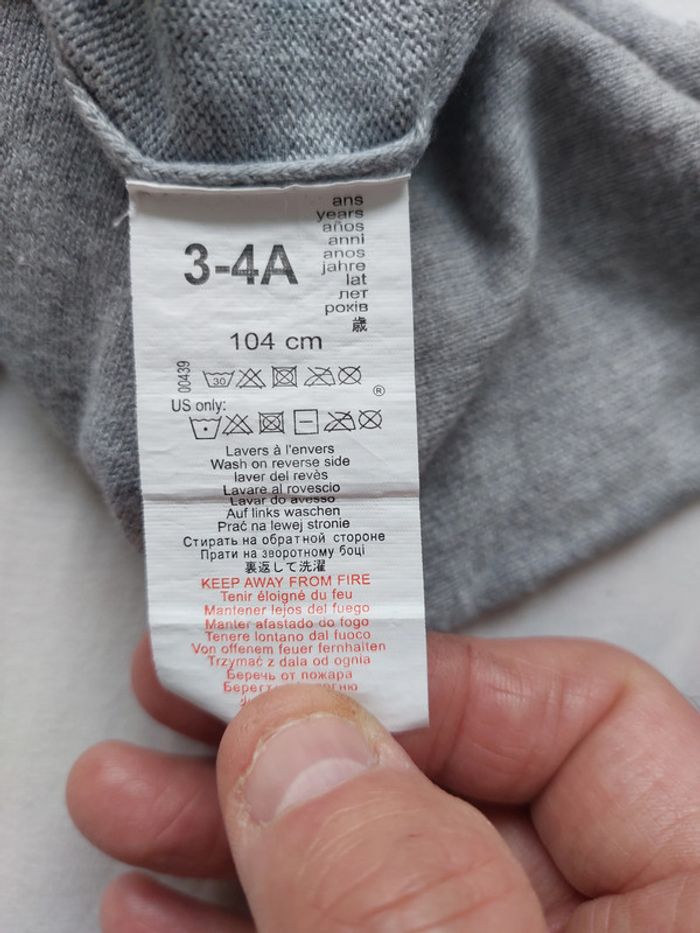 ans
years
años
anni
anos
jahre
lat
лет
років
歳
3-4A
104 cm
00439
30
®
US only:
Lavers à l'envers
Wash on reverse side
laver del revès
Lavare al rovescio
Lavar do avesso
Auf links waschen
Prać na lewej stronie
Стирать на обратной стороне
Прати на зворотному боці
裏返して洗濯
KEEP AWAY FROM FIRE
Tenir éloigné du feu
Mantener lejos del fuego
Manter afastado do fogo
Tenere lontano dal fuoco
Von offenem feuer fernhalten
Trzymać z dala od ognia
Беречь от пожара